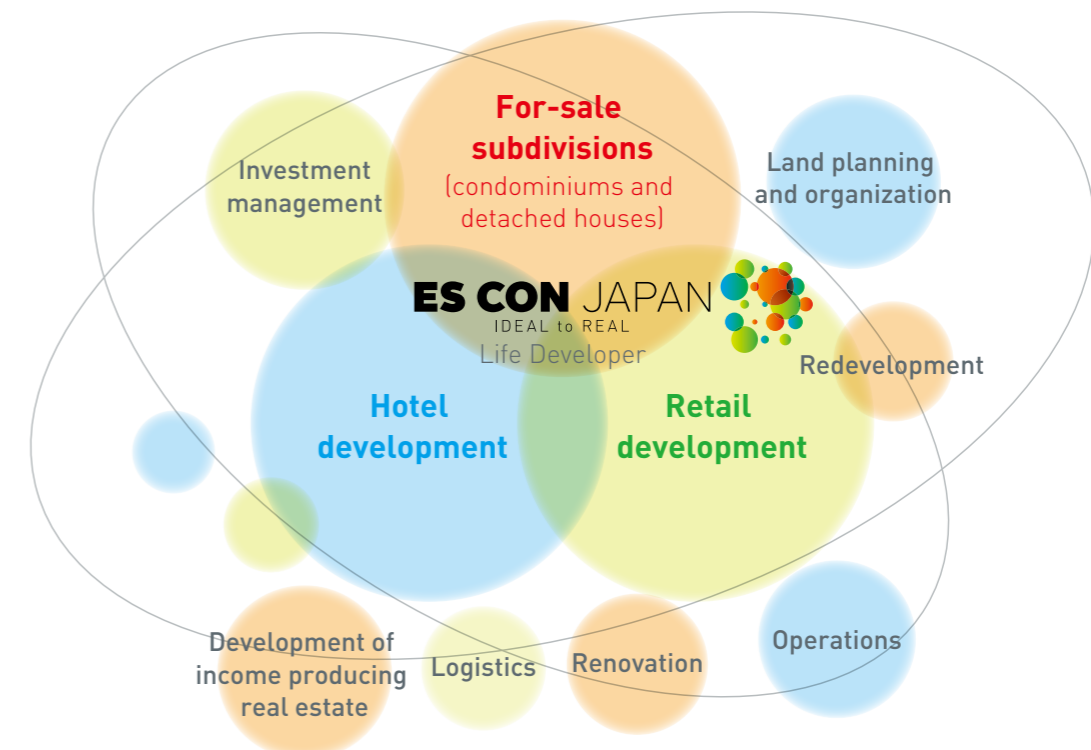 For-sale
subdivisions
(condominiums and
detached houses)
Investment
management
Land planning
and organization
ES CON JAPAN
IDEAL to REAL
Life Developer
Redevelopment
Hotel
development
Retail
development
Development of
income producing
real estate
Logistics
Renovation
Operations